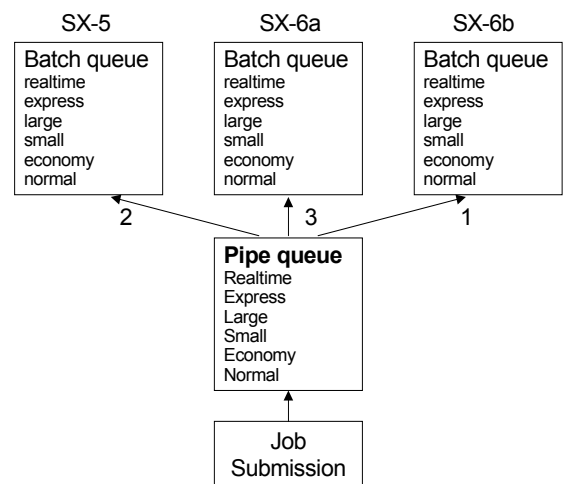 SX-5
SX-6a
SX-6b
Batch queue
realtime
express
large
small
economy
normal
Batch queue
realtime
express
large
small
economy
normal
Batch queue
realtime
express
large
small
economy
normal
2
3
1
Pipe queue
Realtime
Express
Large
Small
Economy
Normal
Job
Submission